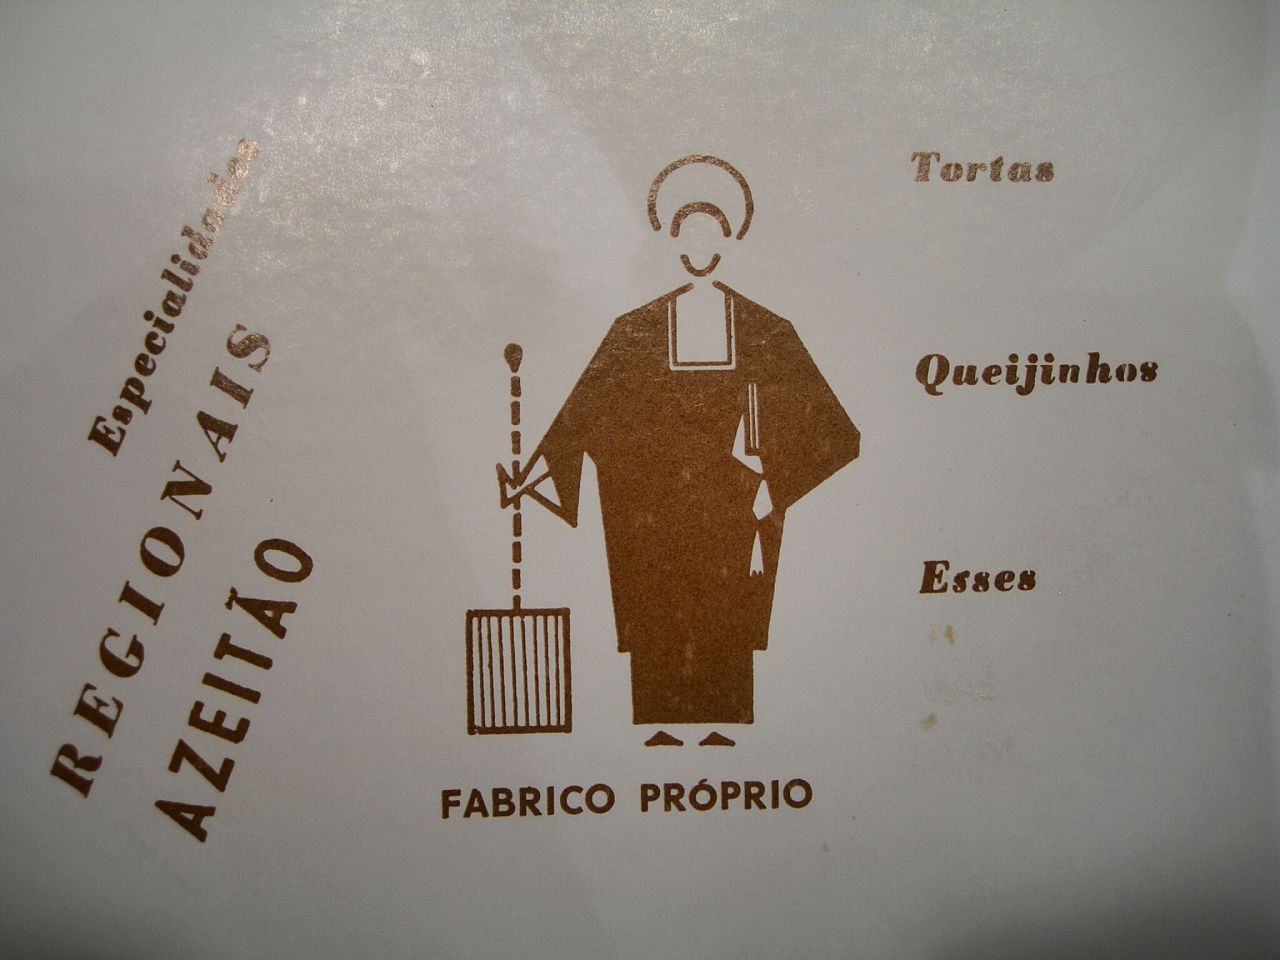 Especialidades
REGIONAIS
AZEITÃO
Tortas
Queijinhos
Esses
FABRICO PRÓPRIO